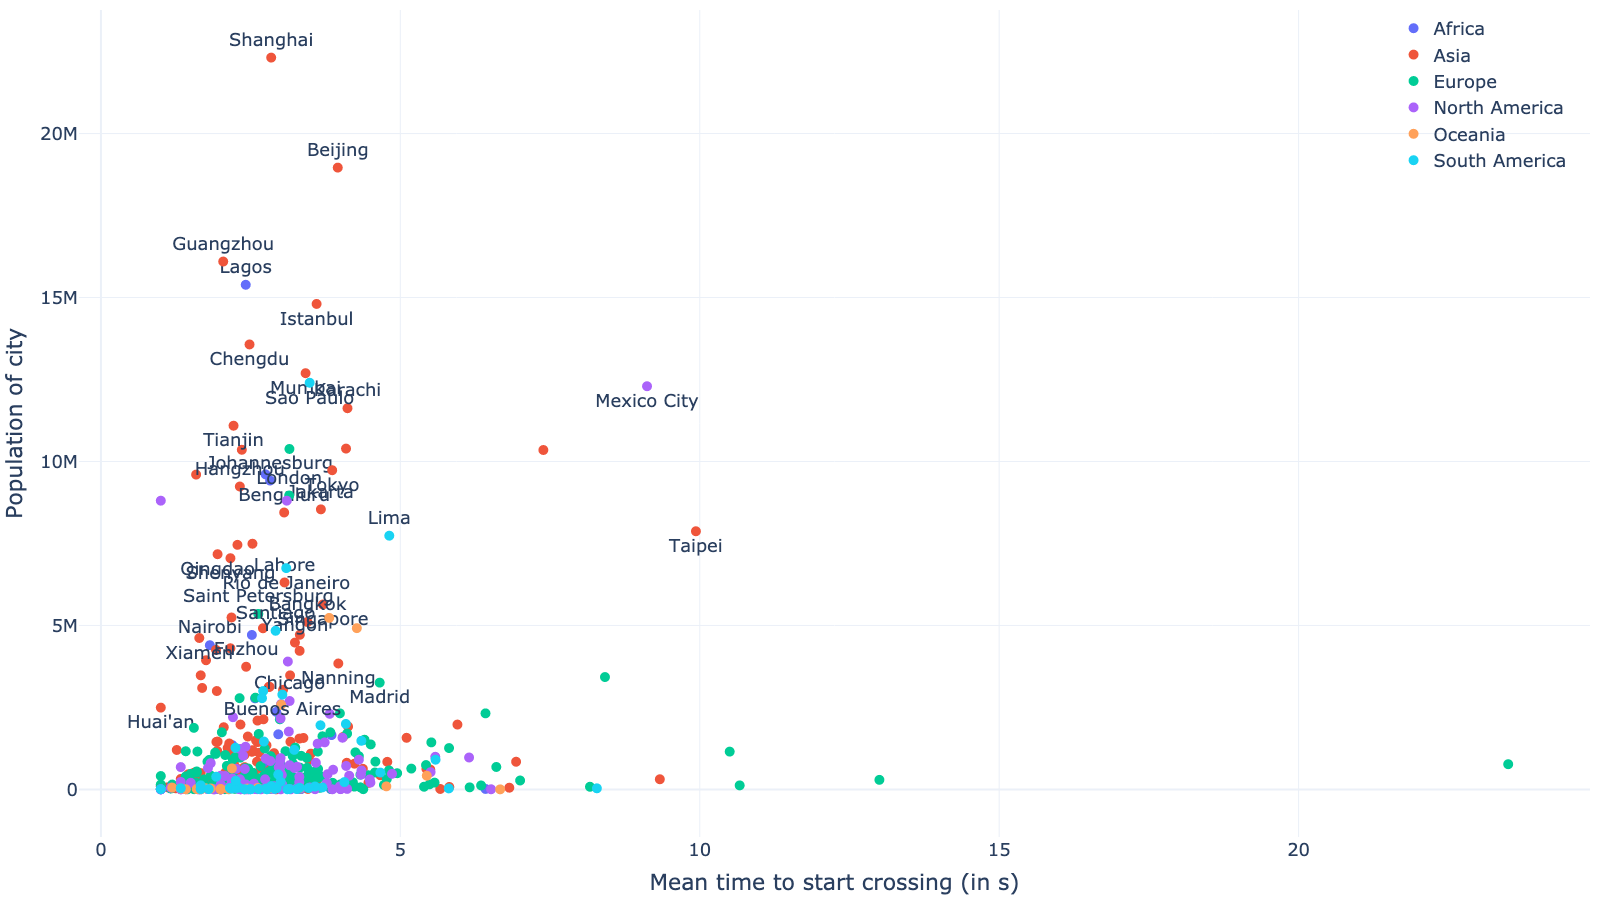 Shanghai
Africa
Asia
Europe
North America
Oceania
South America
20M
Beijing
Guangzhou
Lagos
15M
Istanbul
Chengdu
Mumbai
Karachi
Sao Paulo
Mexico City
Tianjin
10M
Johannesburg
Hangzhou
London
Tokyo
Jakarta
Bengaluru
Lima
Taipei
Lahore
Qingdao
Shenyang
Rio de Janeiro
Saint Petersburg
Bangkok
Santiago
Singapore
5M
Yangon
Nairobi
Fuzhou
Xiamen
Nanning
Chicago
Madrid
Buenos Aires
Huai'an
0
0
5
10
15
20
Mean time to start crossing (in s)
Population of city